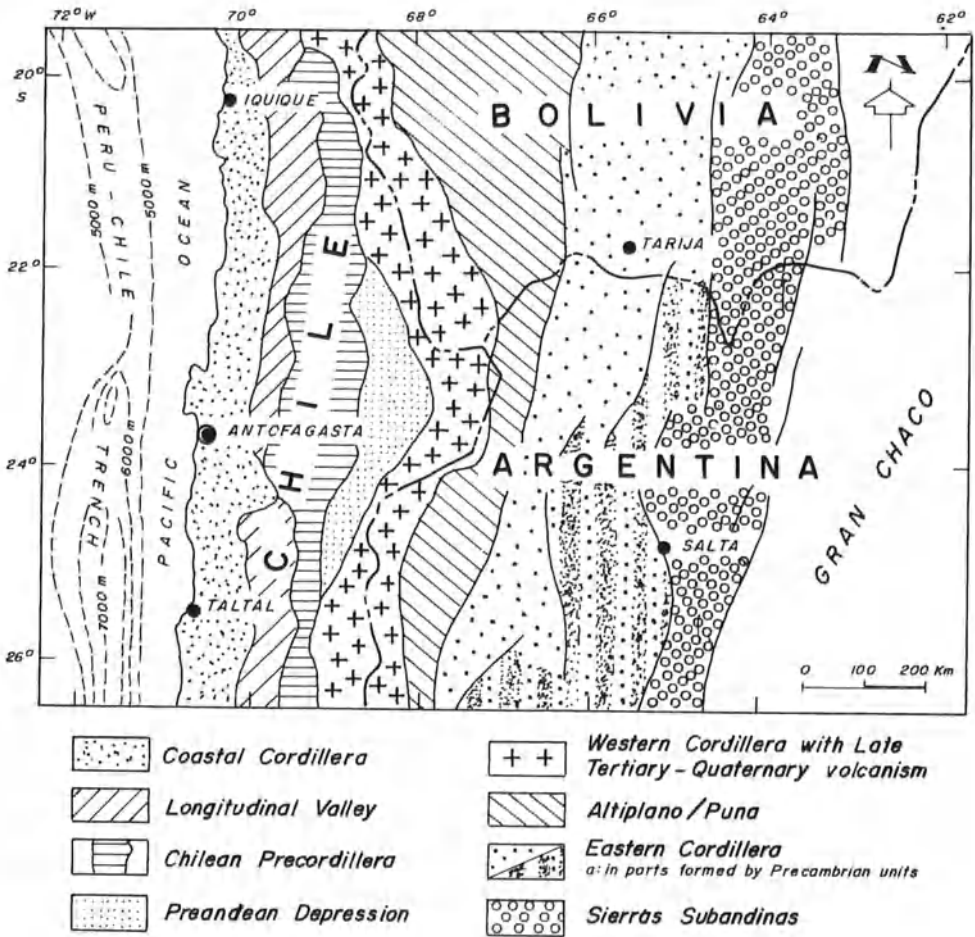 72° W
70°
68°
66°
64°
62°
20°
S
22°
24°
26°
IQUIQUE
BOLIVIA
PERU - CHILE
5000 m
5000 m
OCEAN
TARIJA
CHILE
ANTOFAGASTA
ARGENTINA
TRENCH
6000 m
7000 m
PACIFIC
SALTA
GRAN CHACO
TALTAL
N
0 100 200 Km
Coastal Cordillera
Longitudinal Valley
Chilean Precordillera
Preandean Depression
Western Cordillera with Late
Tertiary-Quaternary volcanism
Altiplano/Puna
Eastern Cordillera
a: in parts formed by Precambrian units
Sierras Subandinas